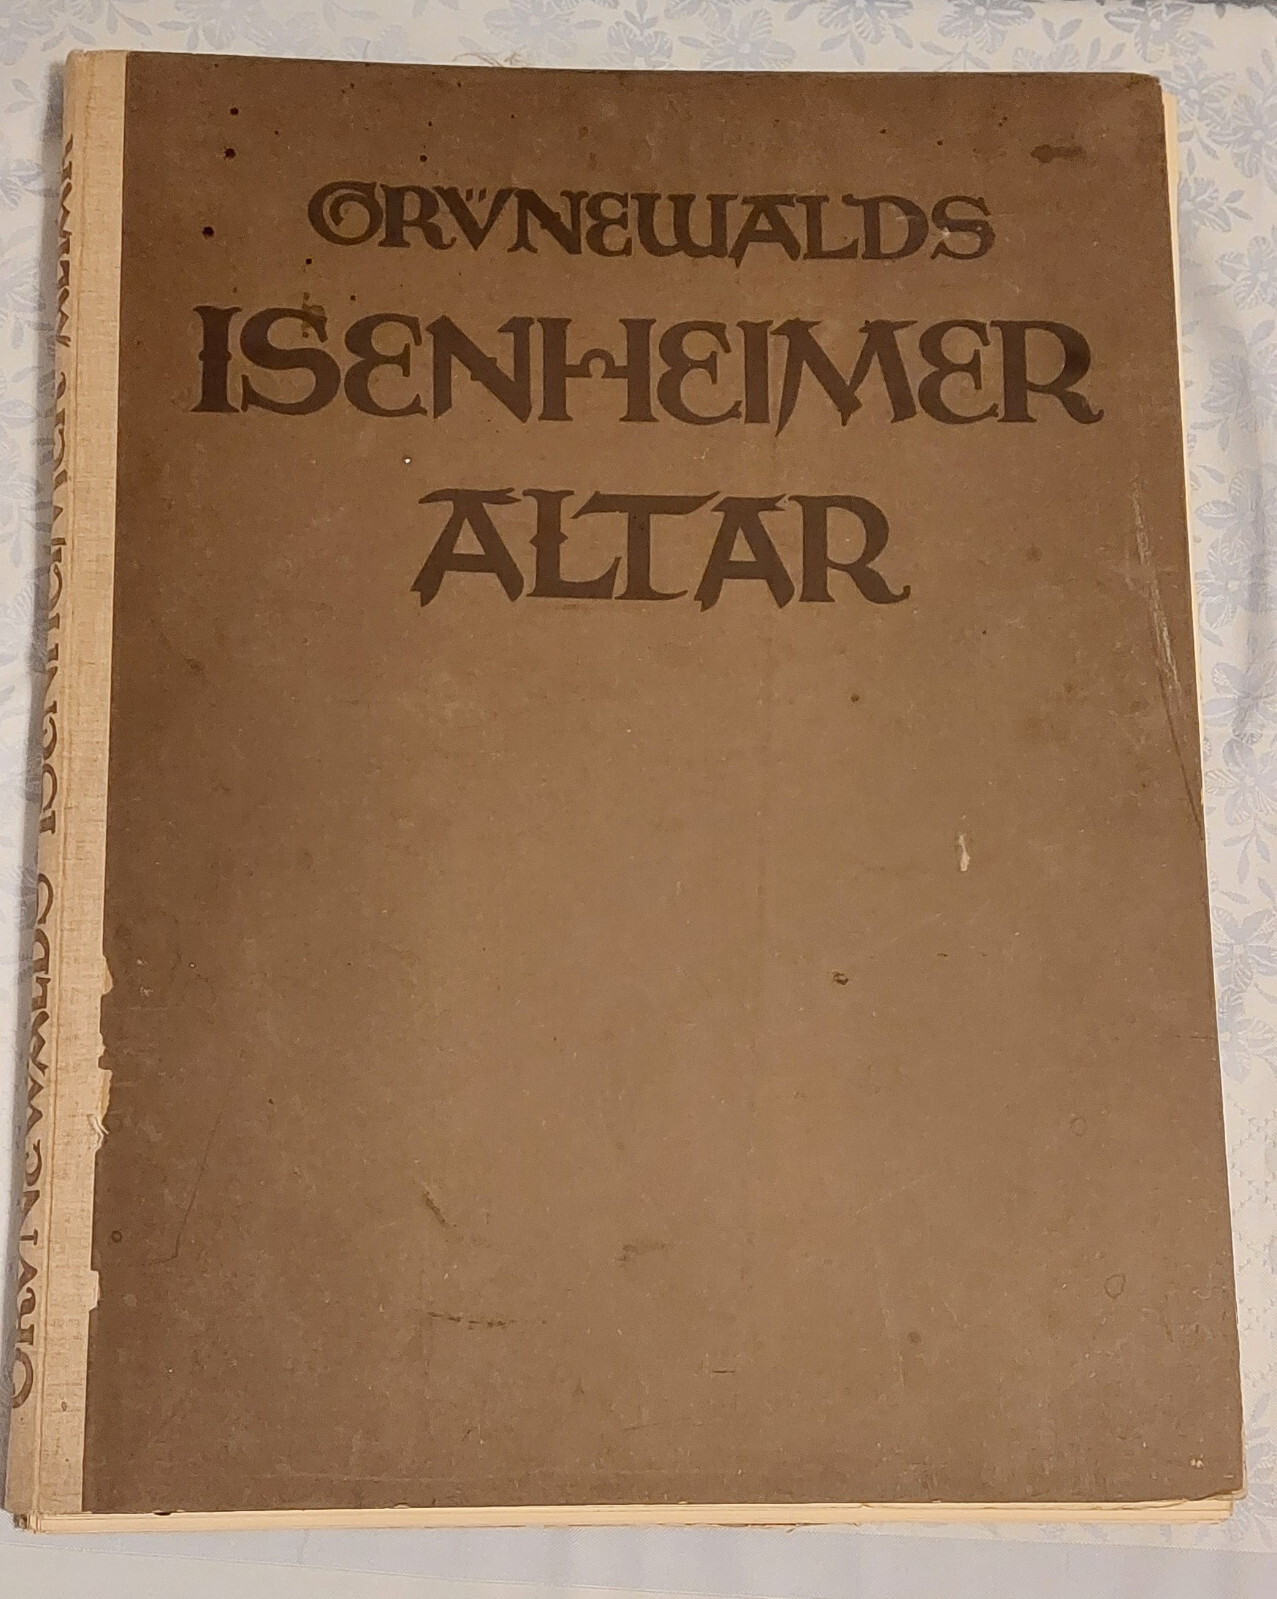 GRÜNEWALDS
ISENHEIMER
ALTAR
GRÜNEWALDS ISENHEIMER ALTAR